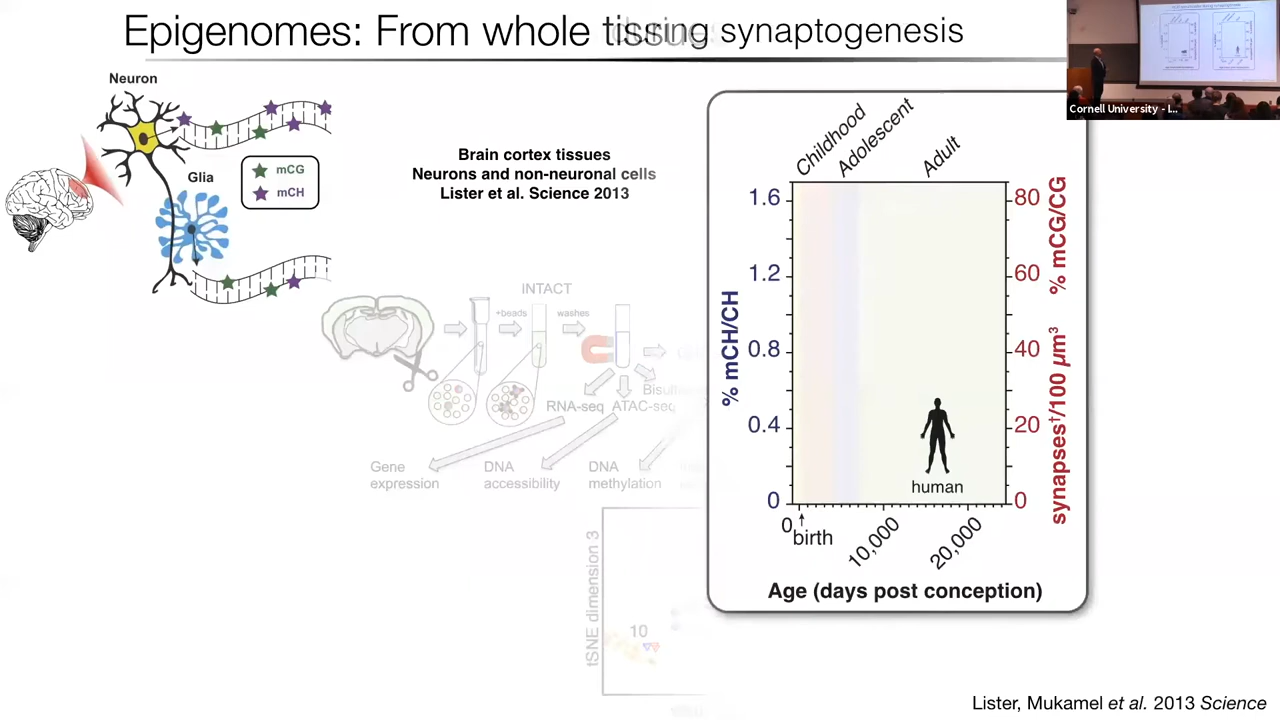 Epigenomes: From whole
synaptogenesis
Cornell University - I...
Neuron
Glia
mCG
mCH
Brain cortex tissues
Neurons and non-neuronal cells
Lister et al. Science 2013
INTACT
+beads
washes
RNA-seq
ATAC-seq
Gene
expression
DNA
accessibility
DNA
methylation
tSNE dimension 3
10
Childhood
Adolescent
Adult
% mCH/CH
1.6
1.2
0.8
0.4
0
% mCG/CG
synapses†/100 µm³
80
60
40
20
0
human
0
birth
10,000
20,000
Age (days post conception)
Lister, Mukamel et al. 2013 Science